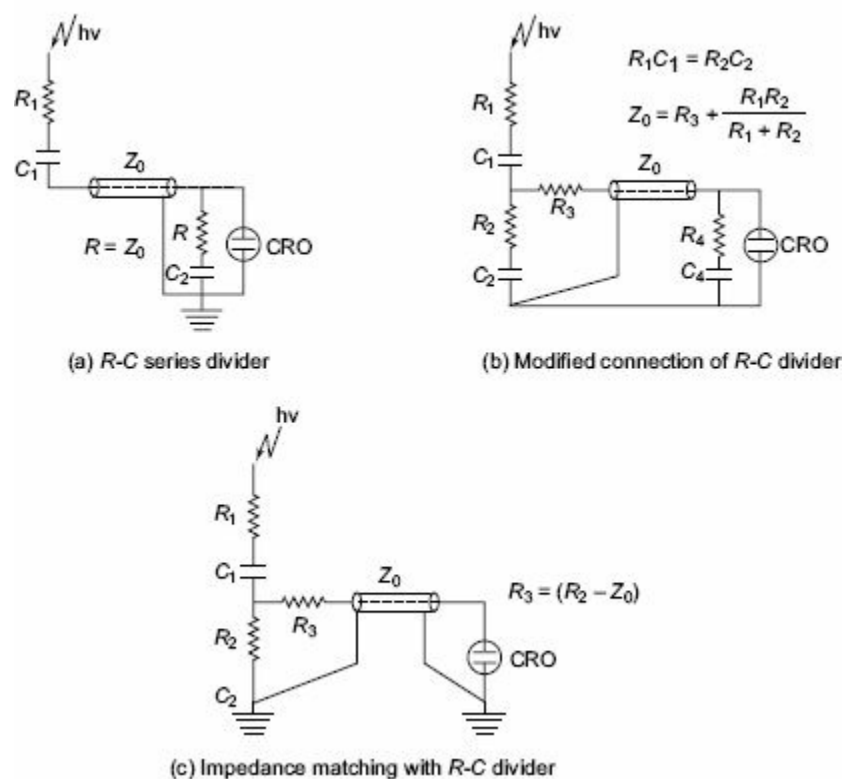 hv
R1
C1
Z0
R = Z0
R
C2
CRO
(a) R-C series divider
hv
R1C1 = R2C2
Z0 = R3 + R1R2 / R1 + R2
R1
C1
Z0
R2
R3
R4
C2
C4
CRO
(b) Modified connection of R-C divider
hv
R1
C1
Z0
R3 = (R2 – Z0)
R3
R2
CRO
C2
(c) Impedance matching with R-C divider